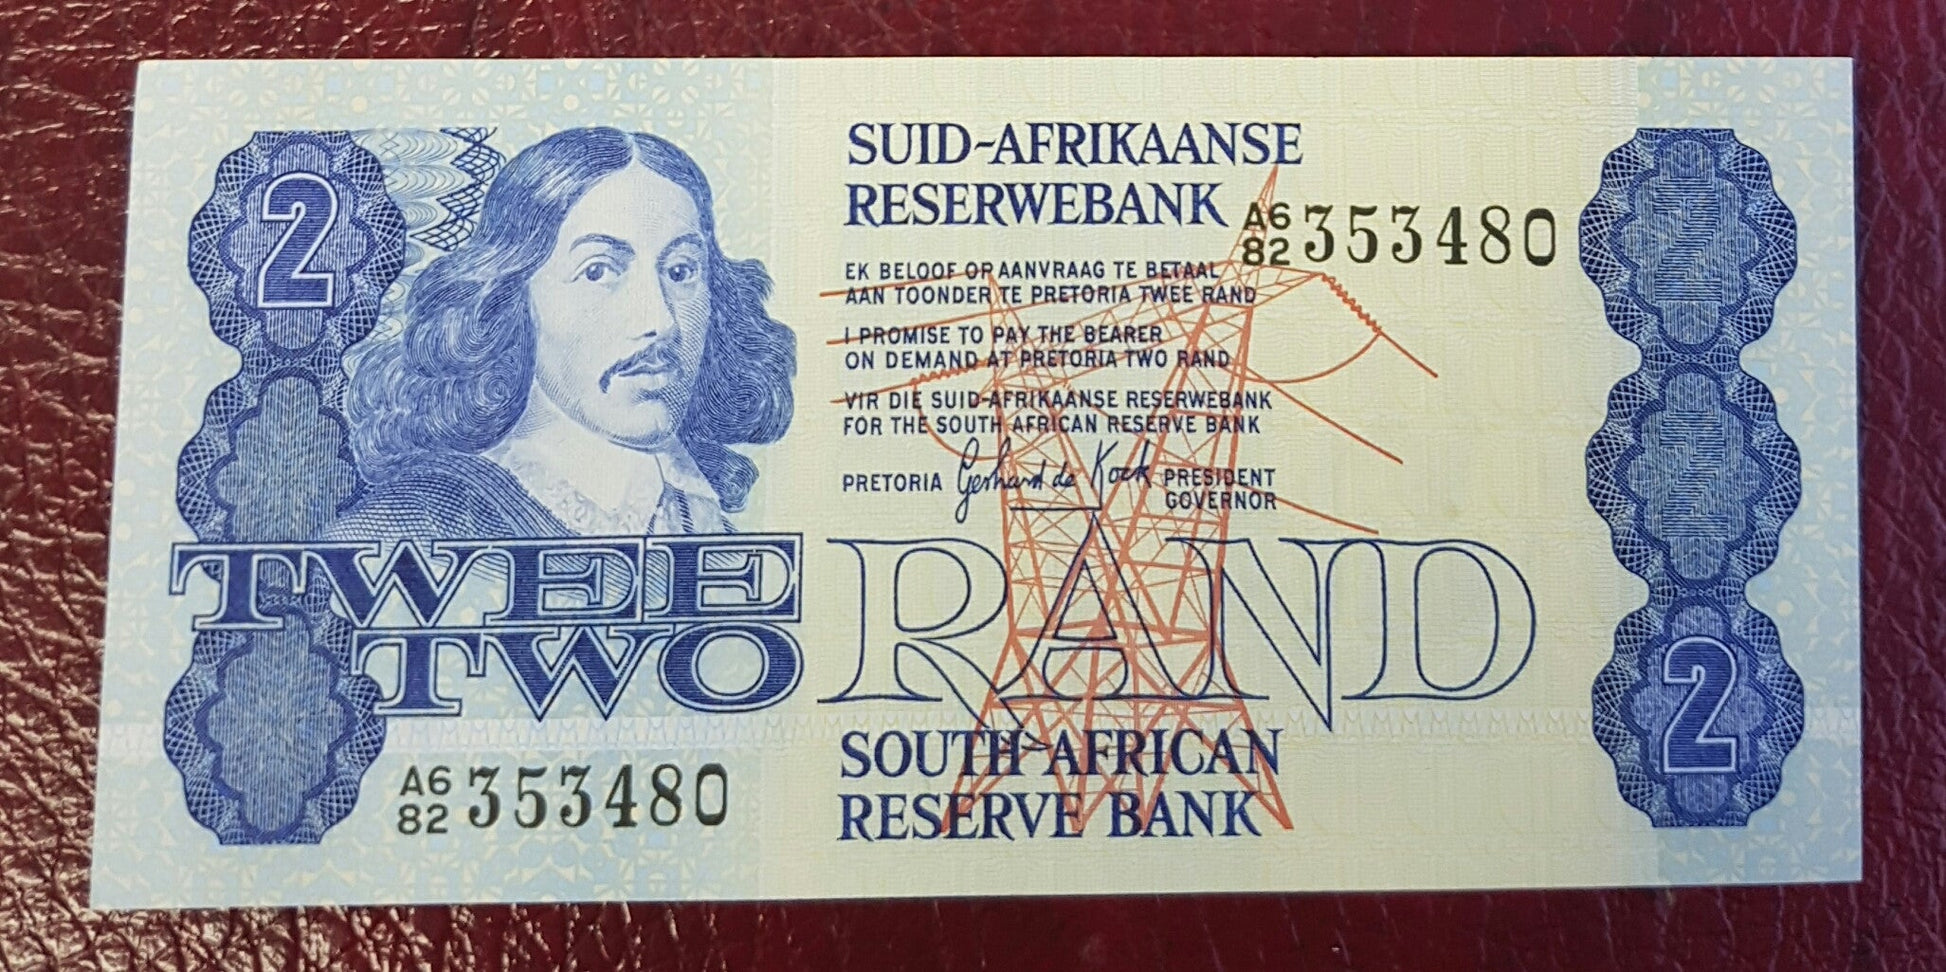 2
SUID-AFRIKAANSE
RESERWEBANK
A6
82 353480
EK BELOOF OP AANVRAAG TE BETAAL
AAN TOONDER TE PRETORIA TWEE RAND
I PROMISE TO PAY THE BEARER
ON DEMAND AT PRETORIA TWO RAND
VIR DIE SUID-AFRIKAANSE RESERWEBANK
FOR THE SOUTH AFRICAN RESERVE BANK
PRETORIA Gerhard de Kock PRESIDENT
GOVERNOR
TWEE
TWO
RAND
2
SOUTH-AFRICAN
RESERVE BANK
A6
82 353480